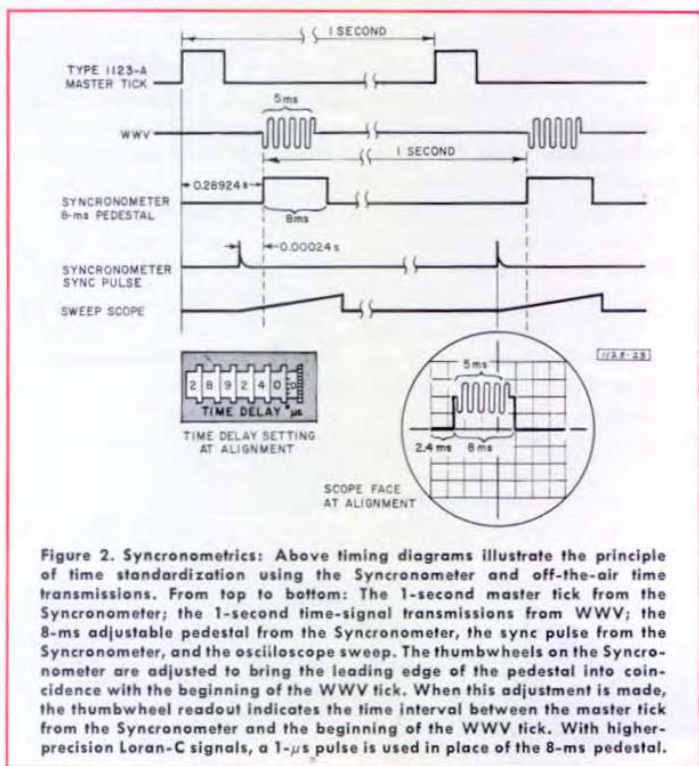 1 SECOND
TYPE 1123-A
MASTER TICK
5ms
WWV
1 SECOND
0.28924s
SYNCRONOMETER
8-ms PEDESTAL
8ms
0.00024s
SYNCRONOMETER
SYNC PULSE
SWEEP SCOPE
1123-23
2 8 9 2 4 0 0
TIME DELAY μs
TIME DELAY SETTING
AT ALIGNMENT
5ms
2.4 ms
8 ms
SCOPE FACE
AT ALIGNMENT
Figure 2. Syncronometrics: Above timing diagrams illustrate the principle
of time standardization using the Syncronometer and off-the-air time
transmissions. From top to bottom: The 1-second master tick from the
Syncronometer; the 1-second time-signal transmissions from WWV; the
8-ms adjustable pedestal from the Syncronometer, the sync pulse from the
Syncronometer, and the oscilloscope sweep. The thumbwheels on the Syncro-
nometer are adjusted to bring the leading edge of the pedestal into coin-
cidence with the beginning of the WWV tick. When this adjustment is made,
the thumbwheel readout indicates the time interval between the master tick
from the Syncronometer and the beginning of the WWV tick. With higher-
precision Loran-C signals, a 1-μs pulse is used in place of the 8-ms pedestal.